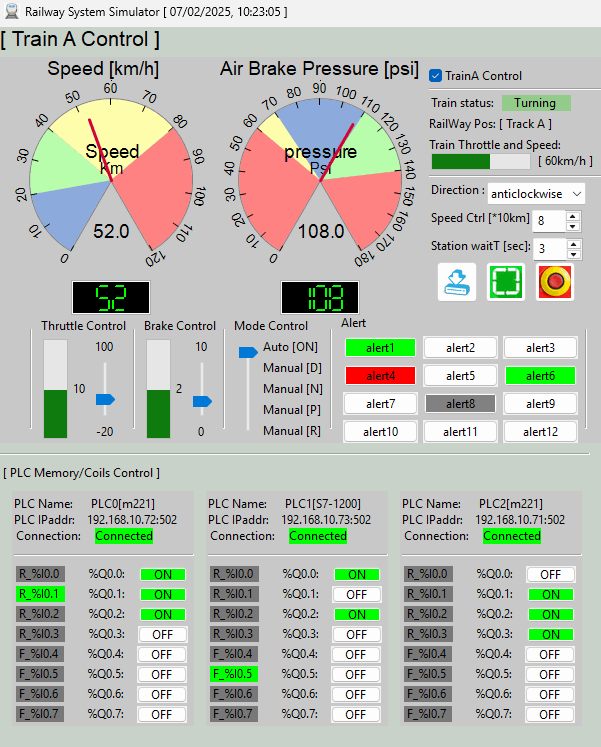 Railway System Simulator [ 07/02/2025, 10:23:05 ]
[ Train A Control ]
Speed [km/h]
0 10 20 30 40 50 60 70 80 90 100 110 120
Speed
Km
52.0
52
Air Brake Pressure [psi]
0 10 20 30 40 50 60 70 80 90 100 110 120 130 140 150 160 170 180
pressure
Psi
108.0
108
TrainA Control
Train status: Turning
RailWay Pos: [ Track A ]
Train Throttle and Speed:
[ 60km/h ]
Direction : anticlockwise
Speed Ctrl [*10km] 8
Station waitT [sec]: 3
Throttle Control
100
10
-20
Brake Control
10
2
0
Mode Control
Auto [ON]
Manual [D]
Manual [N]
Manual [P]
Manual [R]
Alert
alert1 alert2 alert3
alert4 alert5 alert6
alert7 alert8 alert9
alert10 alert11 alert12
[ PLC Memory/Coils Control ]
PLC Name: PLC0[m221]
PLC IPaddr: 192.168.10.72:502
Connection: Connected
R_%I0.0 %Q0.0: ON
R_%I0.1 %Q0.1: ON
R_%I0.2 %Q0.2: ON
R_%I0.3 %Q0.3: OFF
F_%I0.4 %Q0.4: OFF
F_%I0.5 %Q0.5: OFF
F_%I0.6 %Q0.6: OFF
F_%I0.7 %Q0.7: OFF
PLC Name: PLC1[S7-1200]
PLC IPaddr: 192.168.10.73:502
Connection: Connected
R_%I0.0 %Q0.0: ON
R_%I0.1 %Q0.1: OFF
R_%I0.2 %Q0.2: ON
R_%I0.3 %Q0.3: OFF
F_%I0.4 %Q0.4: OFF
F_%I0.5 %Q0.5: OFF
F_%I0.6 %Q0.6: OFF
F_%I0.7 %Q0.7: OFF
PLC Name: PLC2[m221]
PLC IPaddr: 192.168.10.71:502
Connection: Connected
R_%I0.0 %Q0.0: OFF
R_%I0.1 %Q0.1: ON
R_%I0.2 %Q0.2: ON
R_%I0.3 %Q0.3: ON
F_%I0.4 %Q0.4: OFF
F_%I0.5 %Q0.5: OFF
F_%I0.6 %Q0.6: OFF
F_%I0.7 %Q0.7: OFF